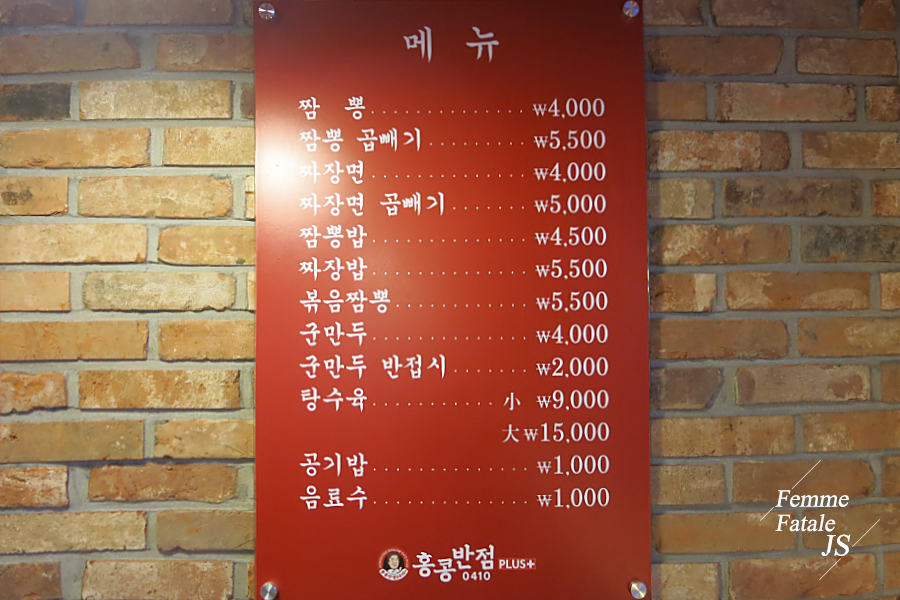 메 뉴
짬 뽕 ................. ₩4,000
짬뽕 곱빼기 ........... ₩5,500
짜장면 ................. ₩4,000
짜장면 곱빼기 ........ ₩5,000
짬뽕밥 ................. ₩4,500
짜장밥 ................. ₩5,500
볶음짬뽕 .............. ₩5,500
군만두 ................. ₩4,000
군만두 반접시 ........ ₩2,000
탕수육 ............. 小 ₩9,000
大 ₩15,000
공기밥 ................. ₩1,000
음료수 ................. ₩1,000
홍콩반점 PLUS+
0410
Femme
Fatale
JS